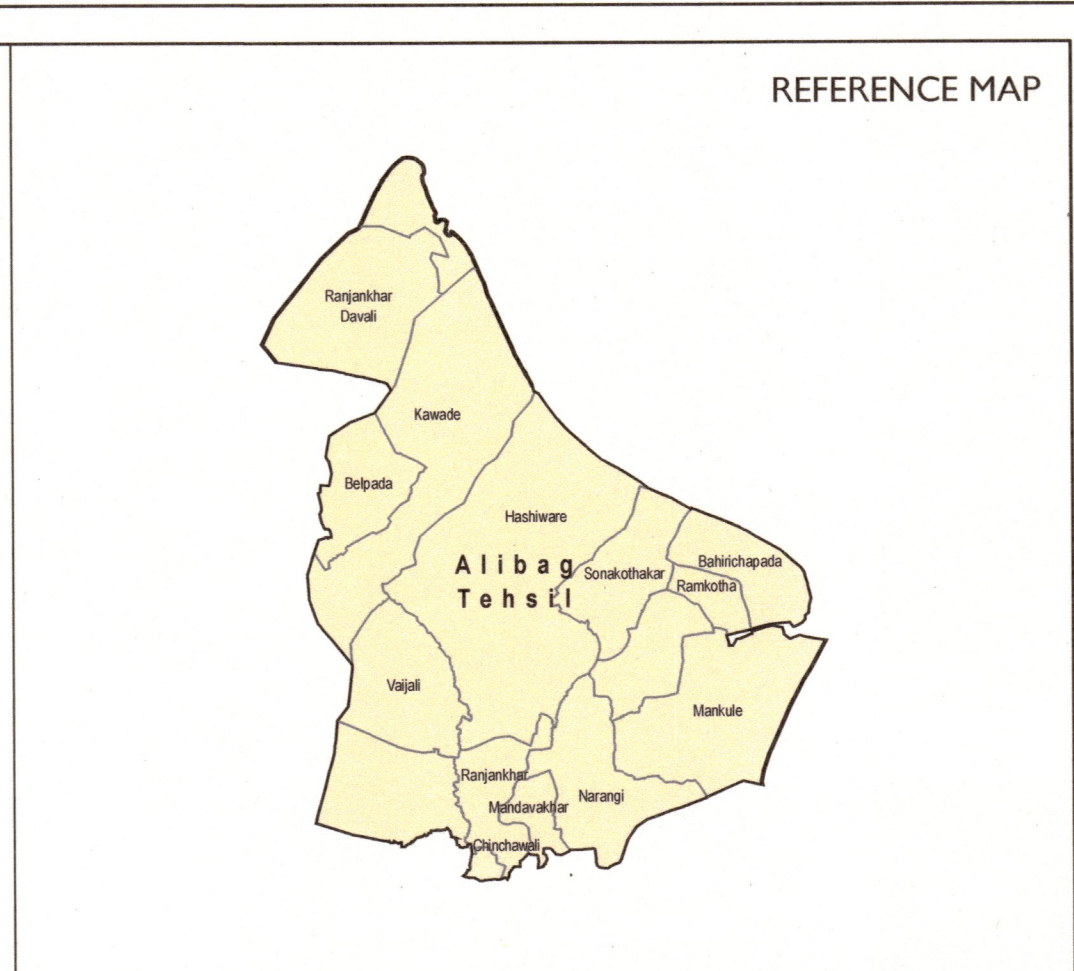 REFERENCE MAP
Ranjankhar
Davali
Kawade
Belpada
Hashiware
Alibag
Tehsil
Sonakothakar
Bahirichapada
Ramkotha
Vaijali
Mankule
Ranjankhar
Mandavakhar
Narangi
Chinchawali